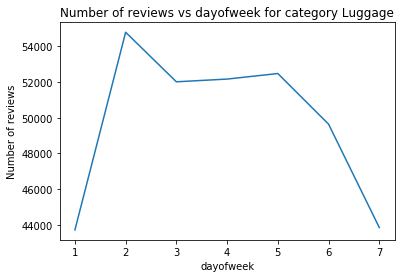 Number of reviews vs dayofweek for category Luggage
Number of reviews
54000
52000
50000
48000
46000
44000
1 2 3 4 5 6 7
dayofweek